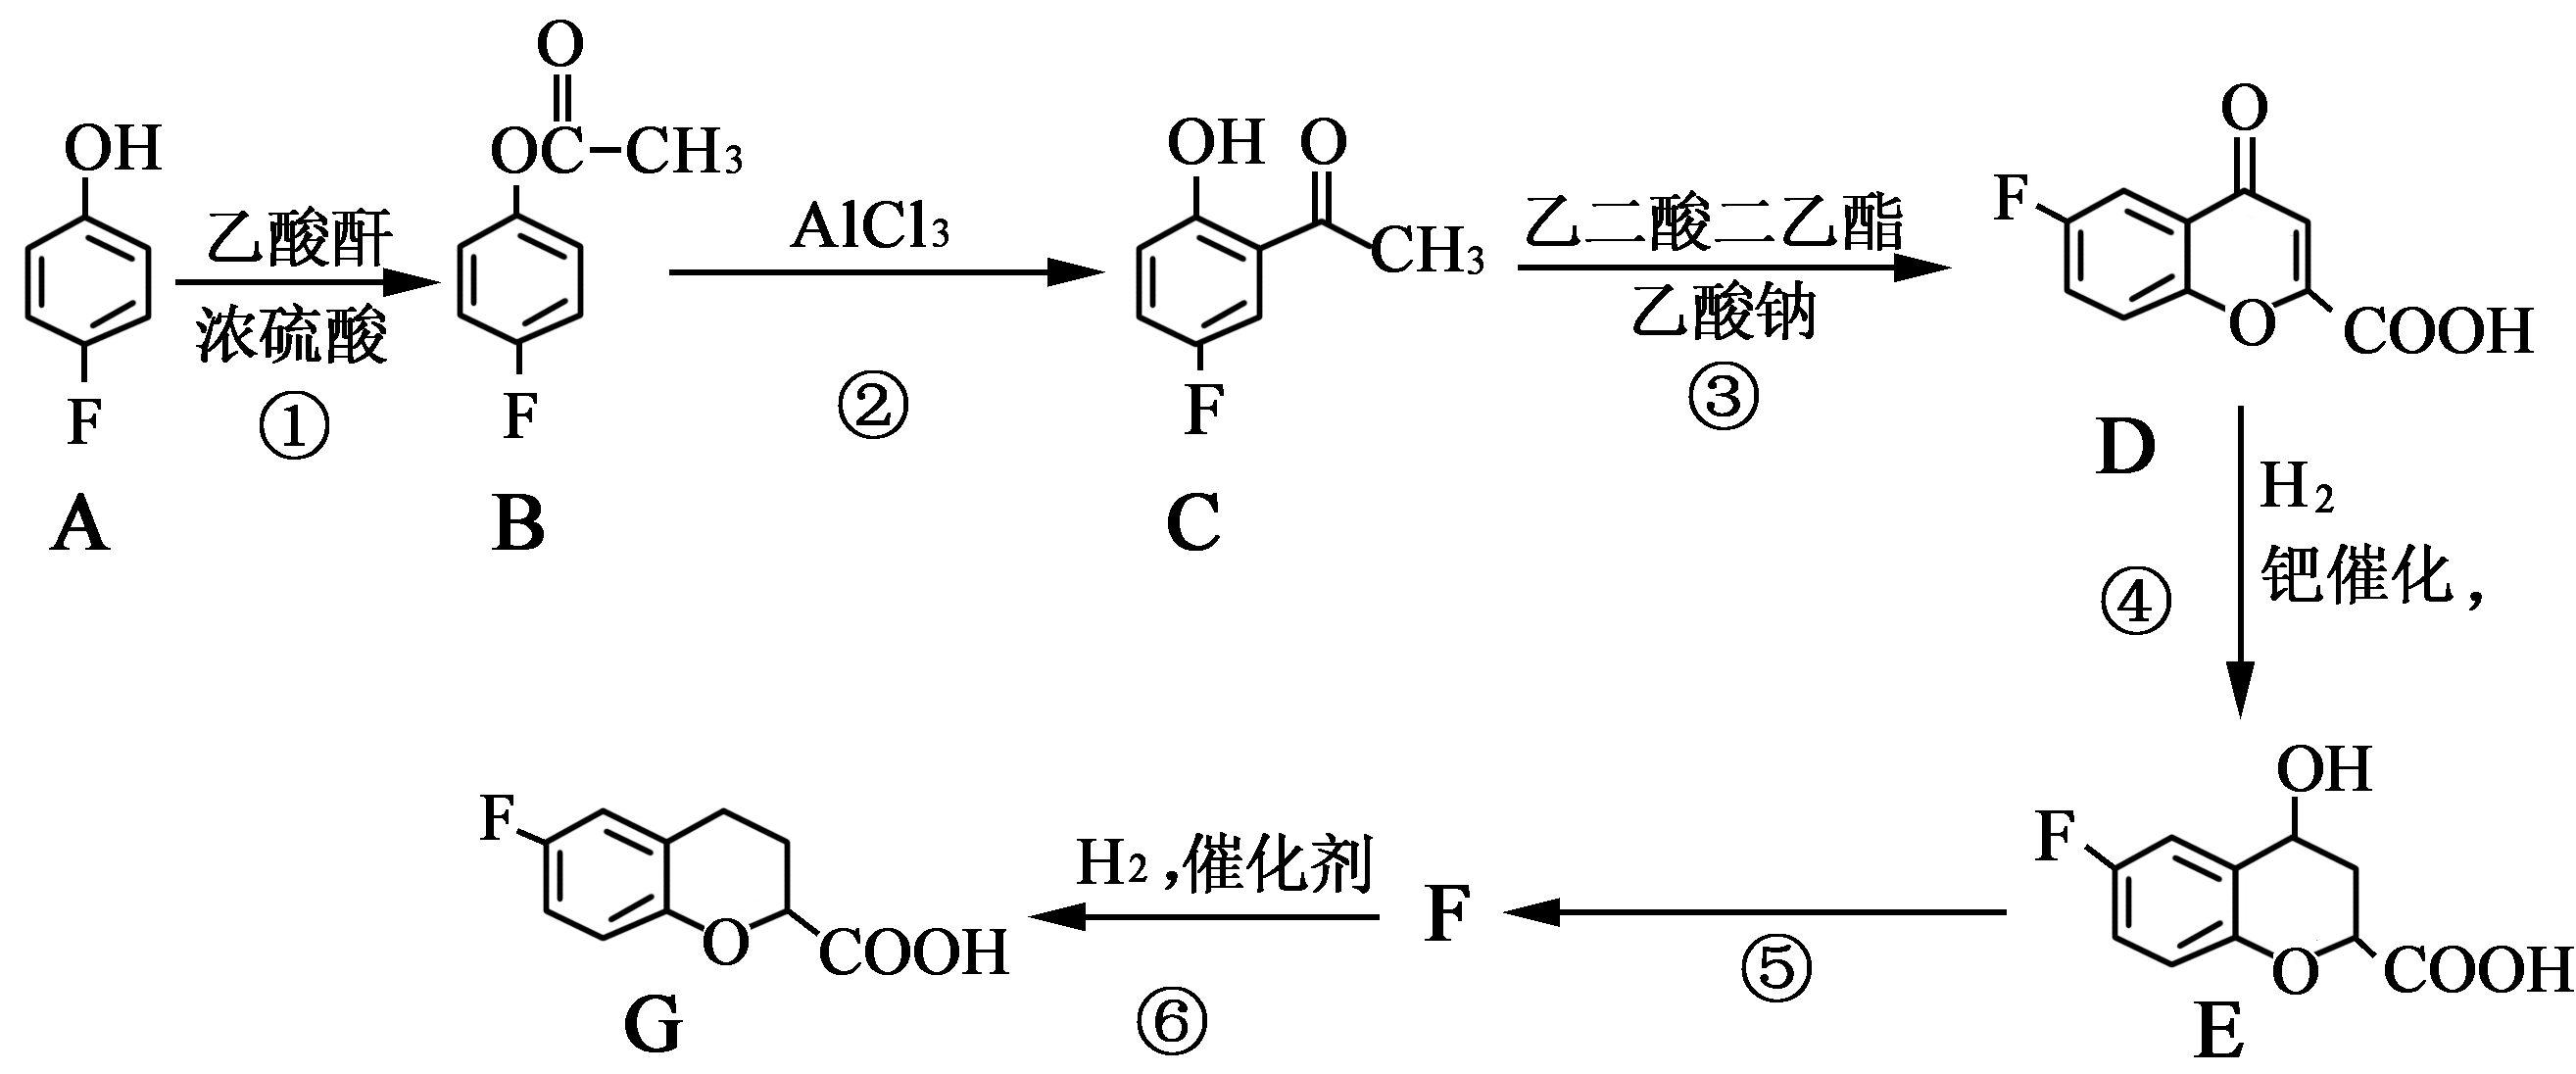 OH
F
A
乙酸酐
浓硫酸
①
O
OC-CH3
F
B
AlCl3
②
OH O
CH3
F
C
乙二酸二乙酯
乙酸钠
③
O
F
O
COOH
D
H2
钯催化，
④
OH
F
O
COOH
E
⑤
F
H2,催化剂
⑥
F
O
COOH
G